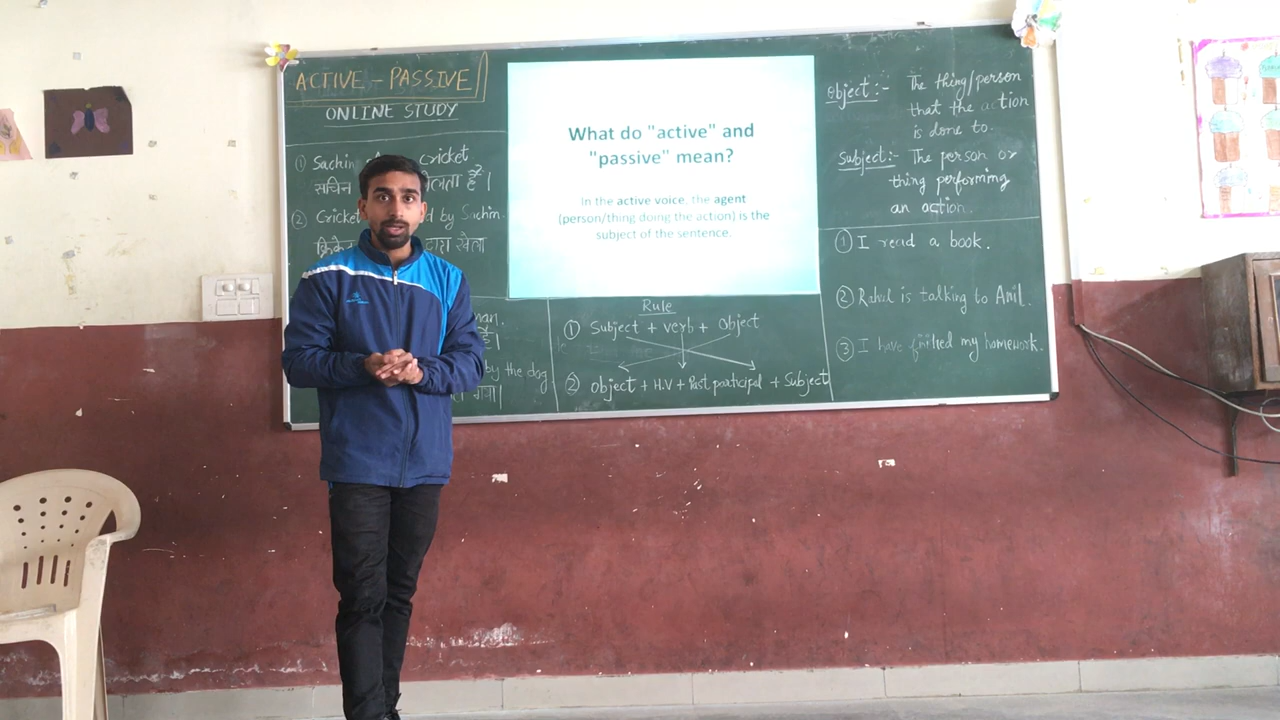 ACTIVE - PASSIVE
ONLINE STUDY
① Sachin cricket
सचिन है।
② Cricket by Sachin.
द्वारा खेला
man.
है।
by the dog
गया।
What do "active" and
"passive" mean?
In the active voice, the agent
(person/thing doing the action) is the
subject of the sentence.
Rule
① Subject + verb + Object
② Object + H.V + Past participal + Subject
Object:- The thing/person
that the action
is done to.
Subject:- The person or
thing performing
an action.
① I read a book.
② Rahul is talking to Anil.
③ I have my homework.